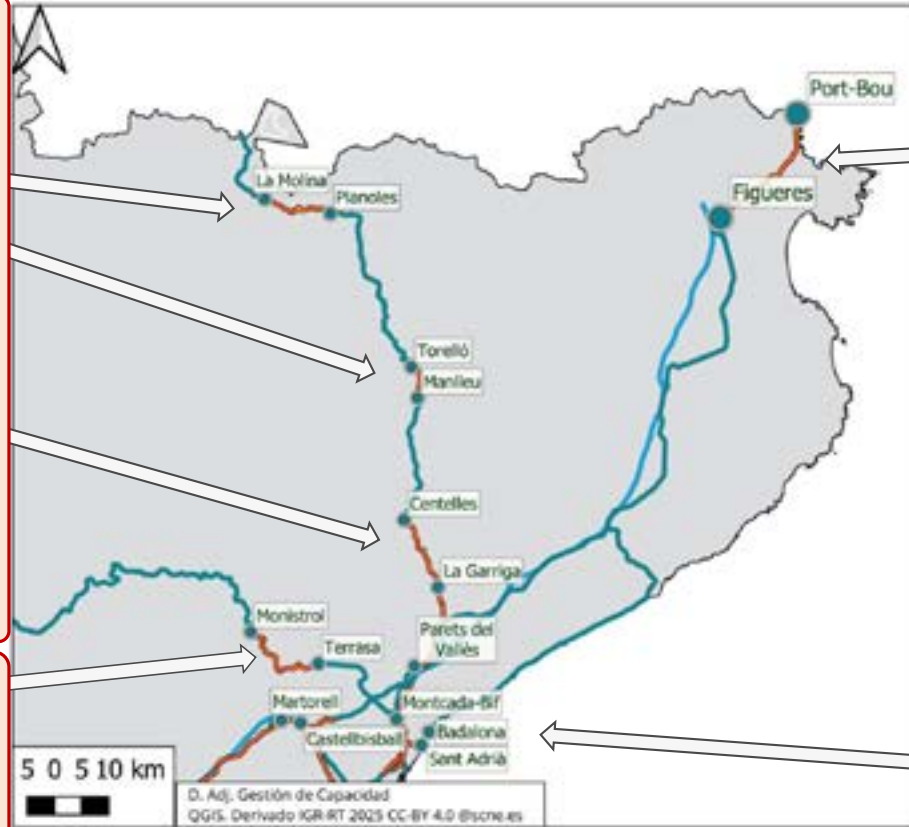 Port-Bou
La Molina
Planoles
Figueres
Torelló
Manlleu
Centelles
La Garriga
Monistrol
Parets del
Vallès
Terrasa
Martorell
Montcada-Bif
Castellbisball
Badalona
Sant Adrià
5 0 5 10 km
D. Adj. Gestión de Capacidad
QGIS. Derivado IGR-RT 2025 CC-BY 4.0 @scne.es